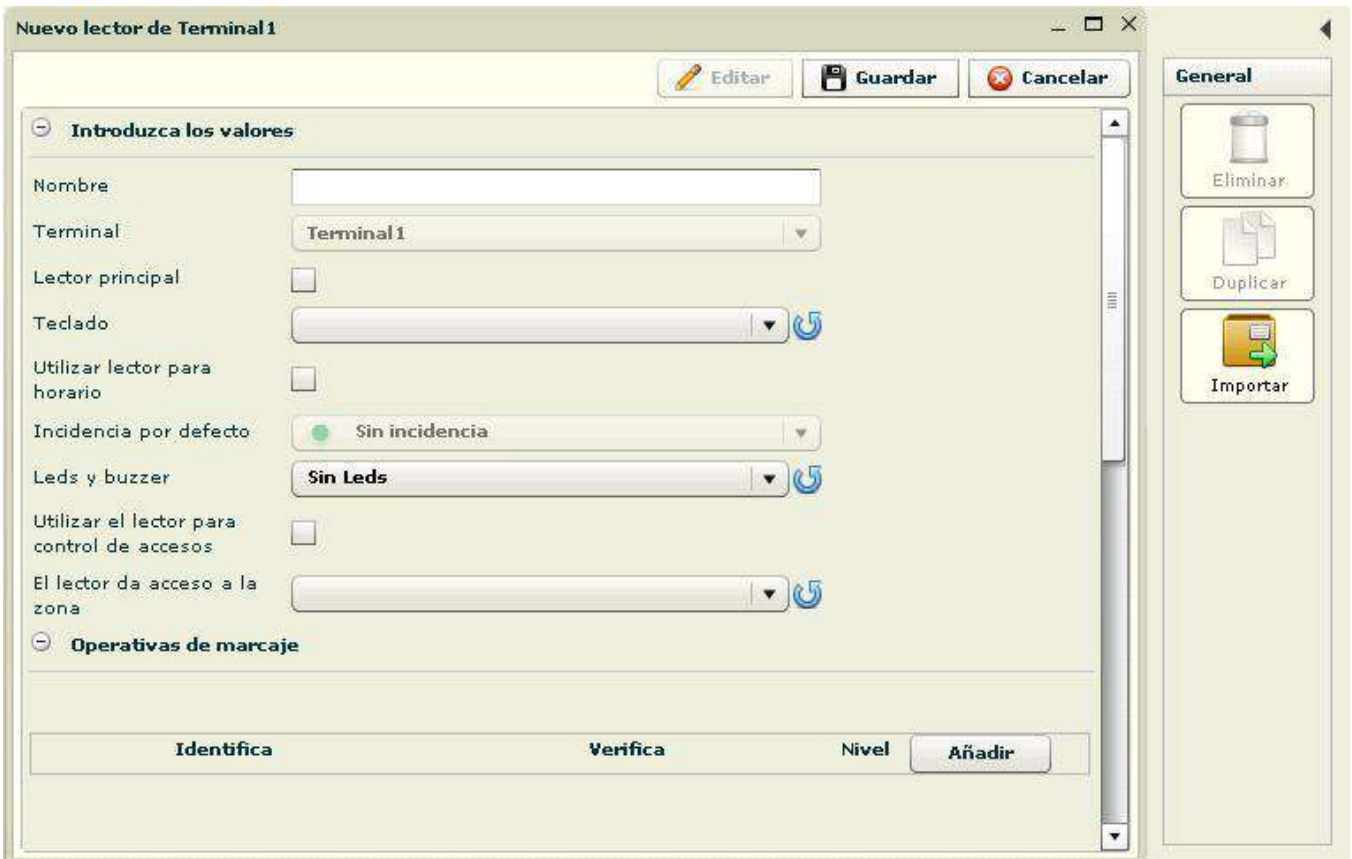 Nuevo lector de Terminal1
Editar
Guardar
Cancelar
Introduzca los valores
Nombre
Terminal
Terminal1
Lector principal
Teclado
Utilizar lector para
horario
Incidencia por defecto
Sin incidencia
Leds y buzzer
Sin Leds
Utilizar el lector para
control de accesos
El lector da acceso a la
zona
Operativas de marcaje
Identifica
Verifica
Nivel
Añadir
General
Eliminar
Duplicar
Importar